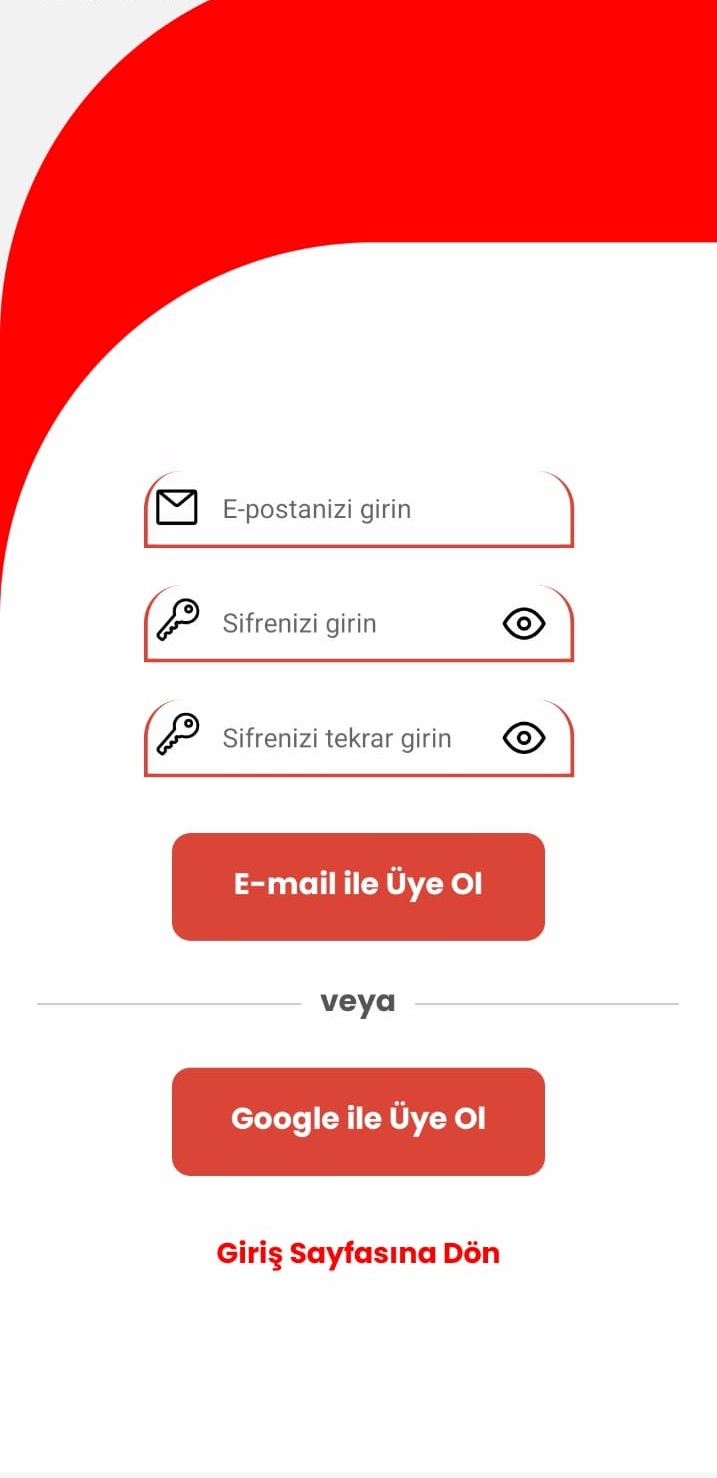 E-postanizi girin
Sifrenizi girin
Sifrenizi tekrar girin
E-mail ile Üye Ol
veya
Google ile Üye Ol
Giriş Sayfasına Dön